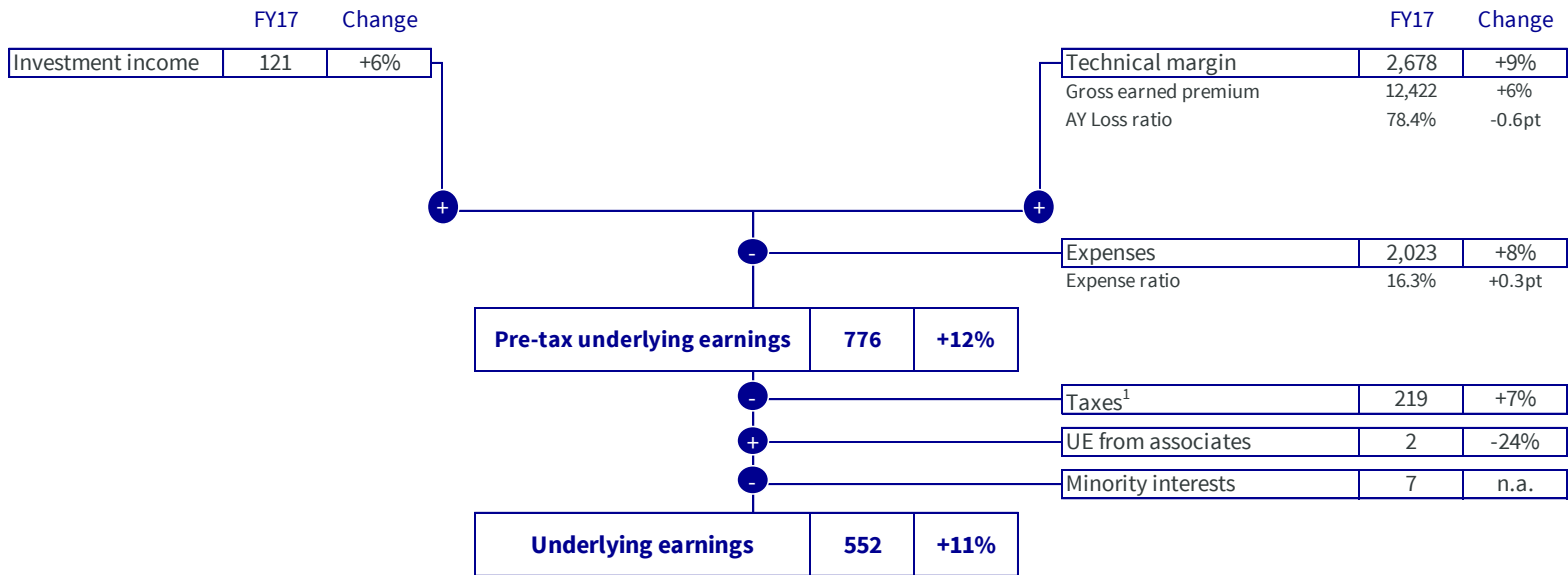 FY17 Change
Investment income 121 +6%
FY17 Change
Technical margin 2,678 +9%
Gross earned premium 12,422 +6%
AY Loss ratio 78.4% -0.6pt
+ +
-
Expenses 2,023 +8%
Expense ratio 16.3% +0.3pt
Pre-tax underlying earnings 776 +12%
-
Taxes¹ 219 +7%
+
UE from associates 2 -24%
-
Minority interests 7 n.a.
Underlying earnings 552 +11%